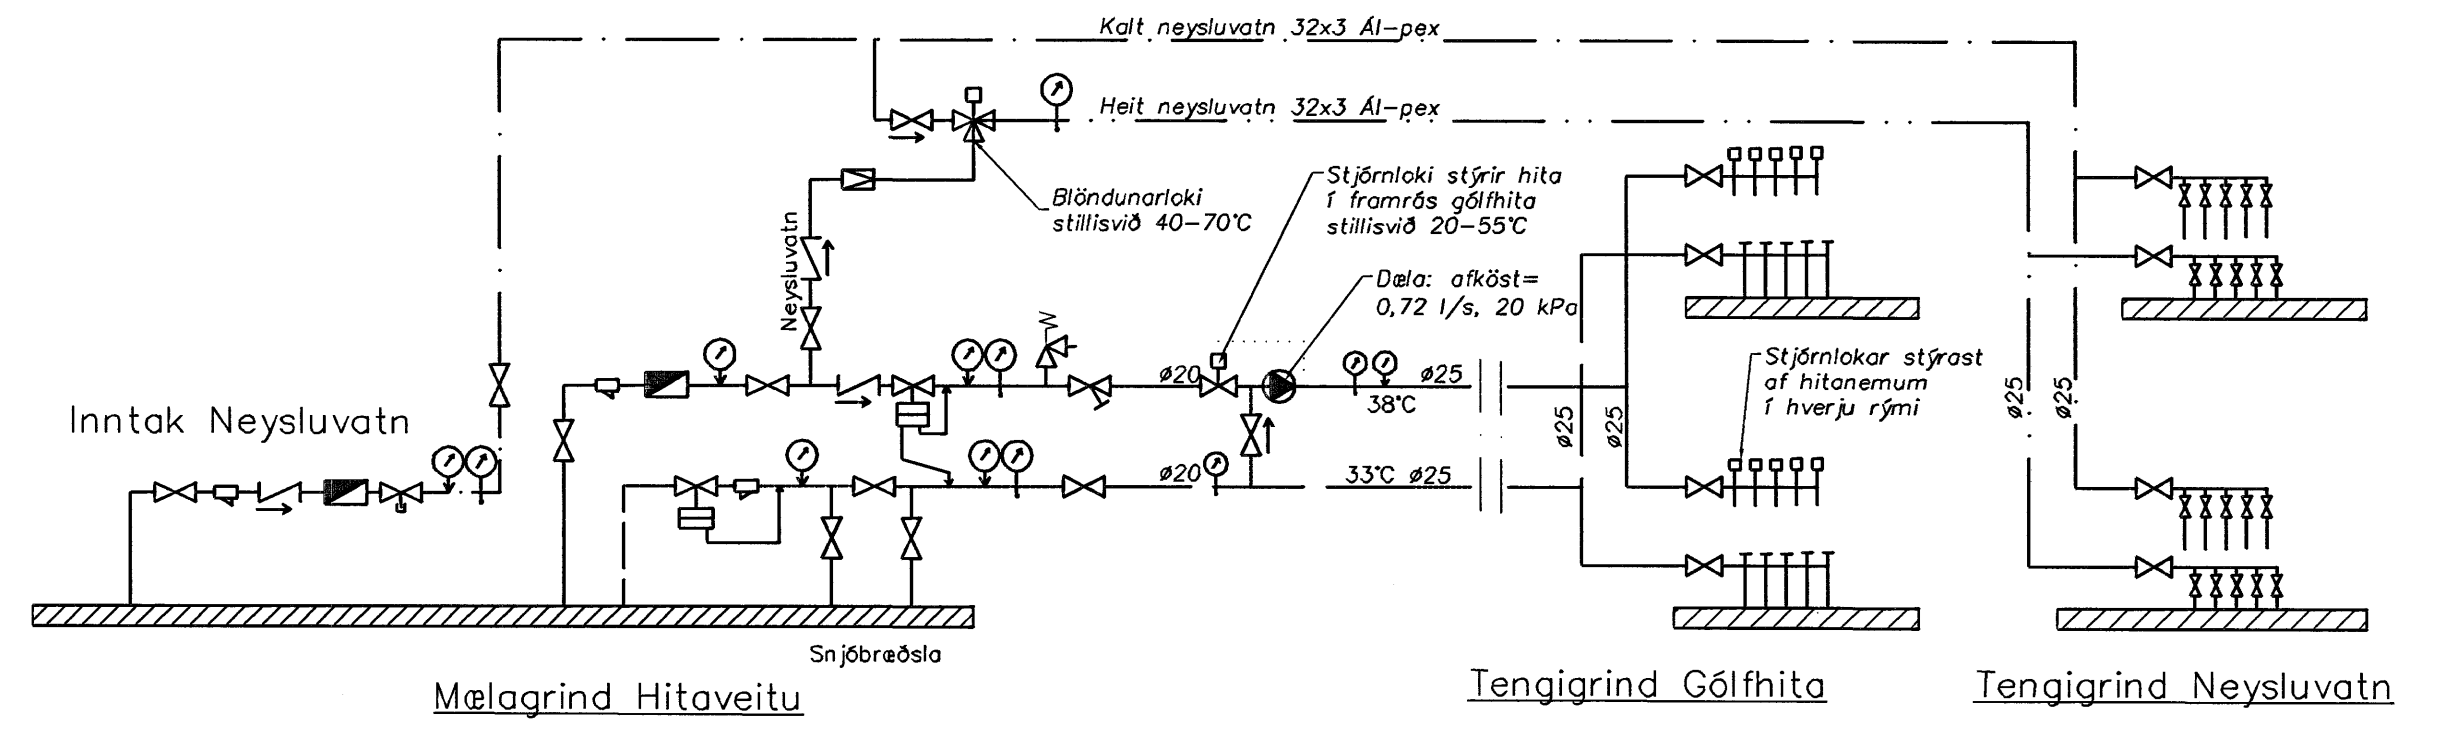 Kalt neysluvatn 32x3 Ál-pex
Heit neysluvatn 32x3 Ál-pex
Blöndunarloki
stillisvið 40-70°C
Stjórnloki stýrir hita
í framrás gólfhita
stillisvið 20-55°C
Neysluvatn
Dæla: afköst=
0,72 l/s, 20 kPa
Stjórnlokar stýrast
af hitanemum
í hverju rými
ø20
ø25
38°C
Inntak Neysluvatn
ø20
33°C ø25
ø25
ø25
ø25
ø25
Snjóbræðsla
Mælagrind Hitaveitu
Tengigrind Gólfhita
Tengigrind Neysluvatn